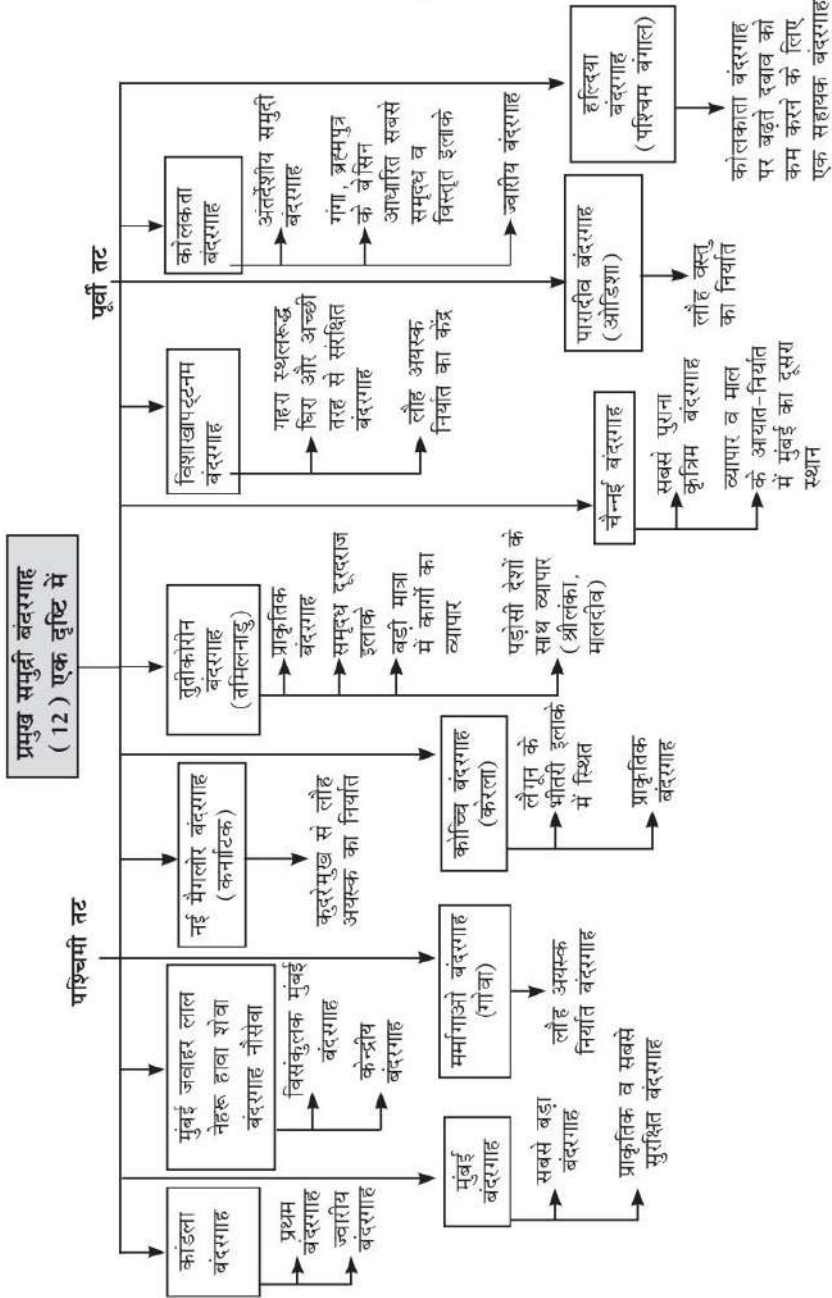 प्रमुख समुद्री बंदरगाह
(12) एक दृष्टि में
पश्चिमी तट
पूर्वी तट
कांडला
बंदरगाह
प्रथम
बंदरगाह
ज्वारीय
बंदरगाह
मुंबई
बंदरगाह
सबसे बड़ा
बंदरगाह
प्राकृतिक व सबसे
सुरक्षित बंदरगाह
मुंबई जवाहर लाल
नेहरू हावा शेवा
बंदरगाह नौसेवा
विसंकुलक मुंबई
बंदरगाह
केन्द्रीय
बंदरगाह
मर्मागाओ बंदरगाह
(गोवा)
लौह अयस्क
निर्यात बंदरगाह
नई मैंगलोर बंदरगाह
(कर्नाटिक)
कुदरेमुख से लौह
अयस्क का निर्यात
कोच्चि बंदरगाह
(केरला)
लैगून के
भीतरी इलाके
में स्थित
प्राकृतिक
बंदरगाह
तुतीकोरीन
बंदरगाह
(तमिलनाडु)
प्राकृतिक
बंदरगाह
समृद्ध दूरदराज
इलाके
बड़ी मात्रा
में कार्गो का
व्यापार
पड़ोसी देशों के
साथ व्यापार
(श्रीलंका,
मालदीव)
चेन्नई बंदरगाह
सबसे पुराना
कृत्रिम बंदरगाह
व्यापार व माल
के आयात-निर्यात
में मुंबई का दूसरा
स्थान
विशाखापट्टनम
बंदरगाह
गहरा स्थलरूद्ध
घिरा और अच्छी
तरह से संरक्षित
बंदरगाह
लौह अयस्क
निर्यात का केंद्र
पारादीव बंदरगाह
(ओडिशा)
लौह वस्तु
का निर्यात
कोलकता
बंदरगाह
अंतर्देशीय समुद्री
बंदरगाह
गंगा, ब्रह्मपुत्र
के बेसिन
आधारित सबसे
समृद्ध व
विस्तृत इलाके
ज्वारीय बंदरगाह
हल्दिया
बंदरगाह
(पश्चिम बंगाल)
कोलकाता बंदरगाह
पर बढ़ते दबाव को
कम करने के लिए
एक सहायक बंदरगाह